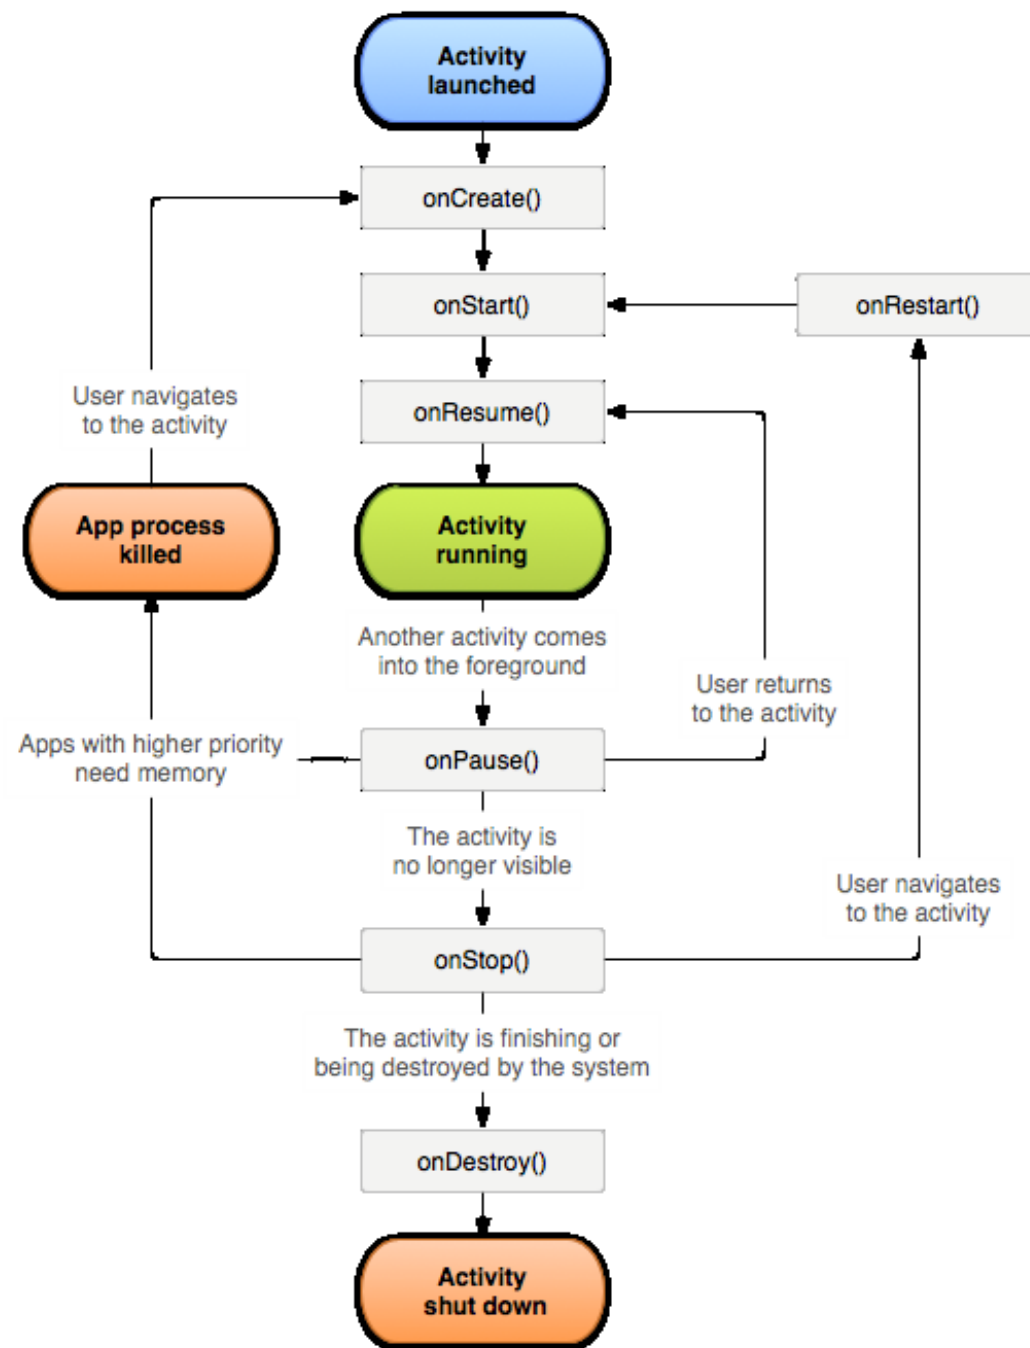 Activity
launched
onCreate()
onStart()
onRestart()
User navigates
to the activity
onResume()
App process
killed
Activity
running
Another activity comes
into the foreground
User returns
to the activity
Apps with higher priority
need memory
onPause()
The activity is
no longer visible
User navigates
to the activity
onStop()
The activity is finishing or
being destroyed by the system
onDestroy()
Activity
shut down